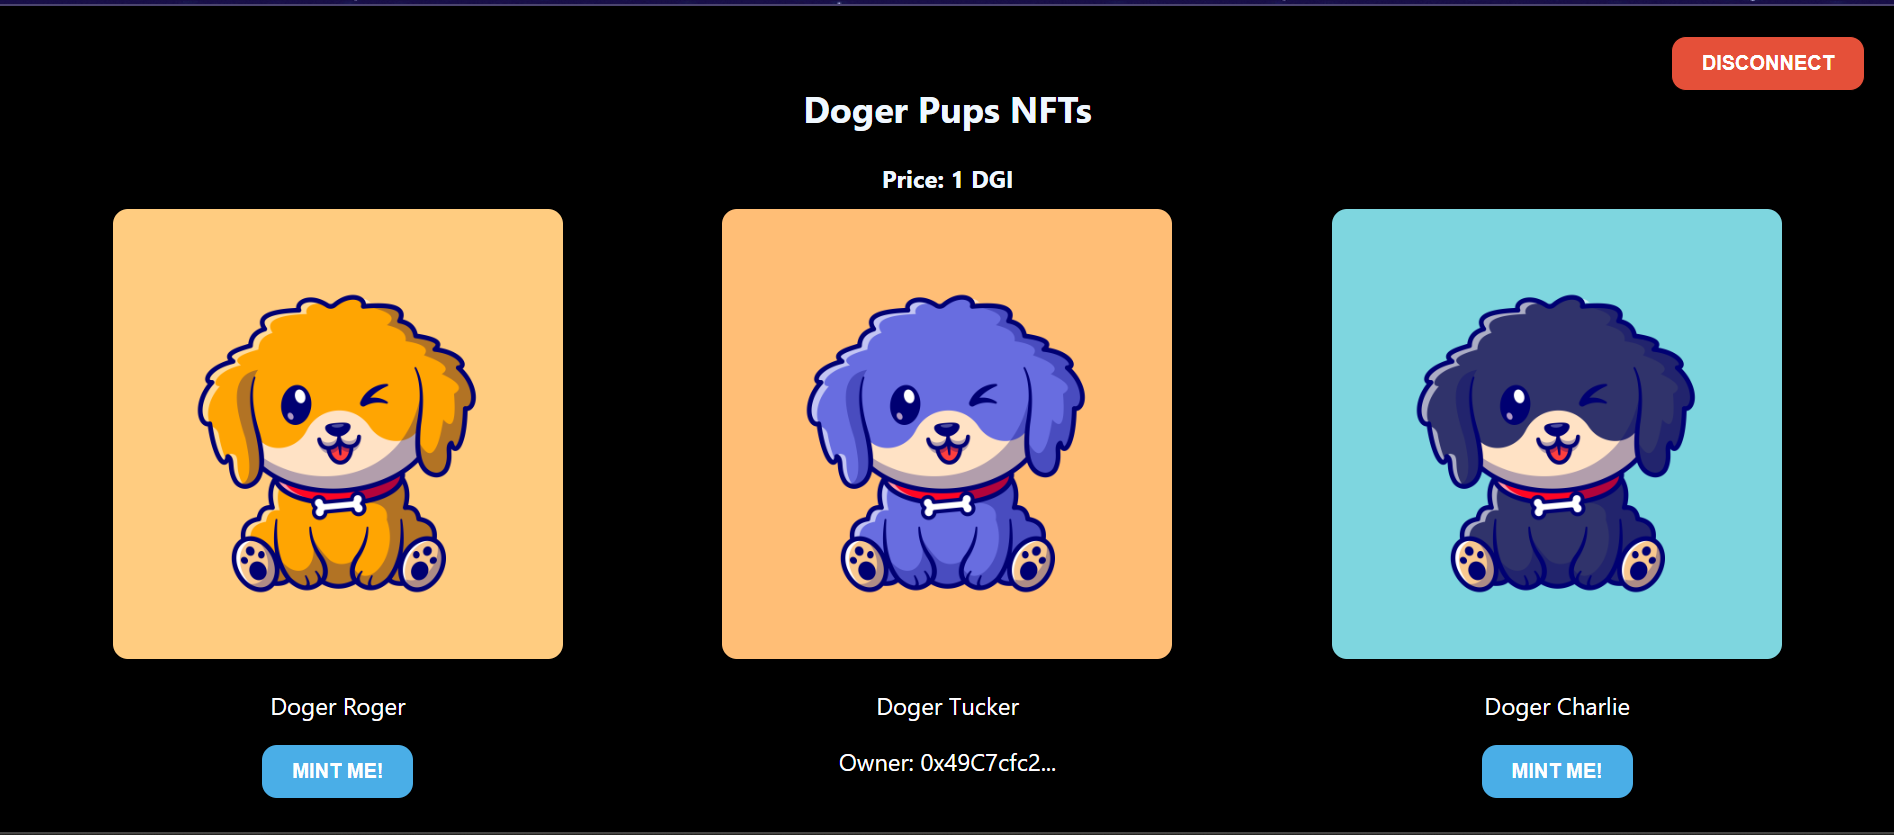 DISCONNECT
Doger Pups NFTs
Price: 1 DGI
Doger Roger
Doger Tucker
Doger Charlie
MINT ME!
Owner: 0x49C7cfc2...
MINT ME!